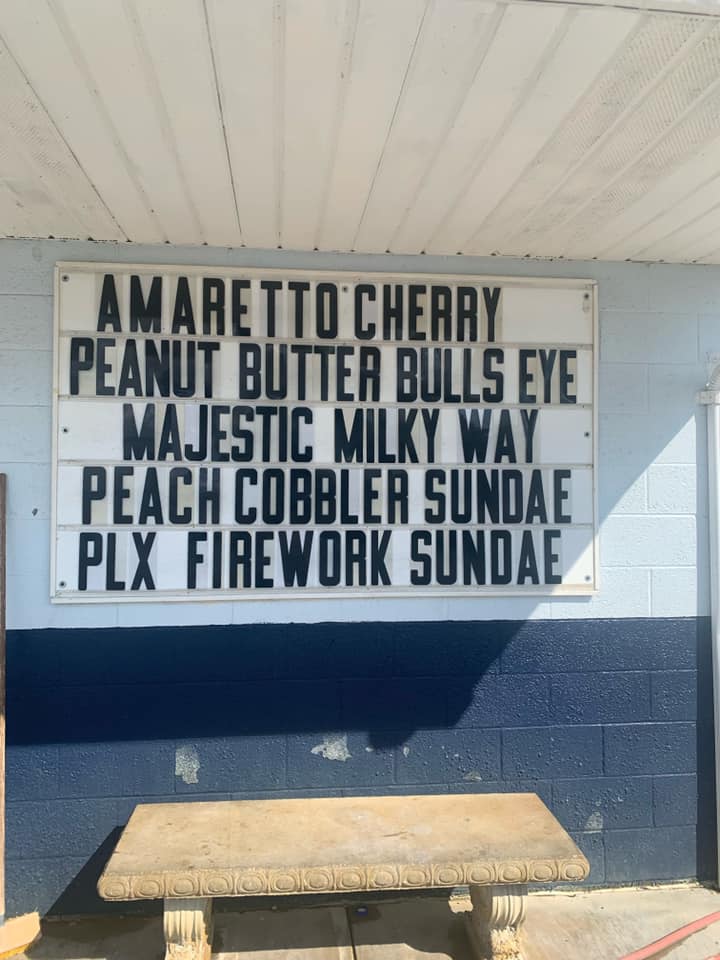 AMARETTO CHERRY
PEANUT BUTTER BULLS EYE
MAJESTIC MILKY WAY
PEACH COBBLER SUNDAE
PLX FIREWORK SUNDAE